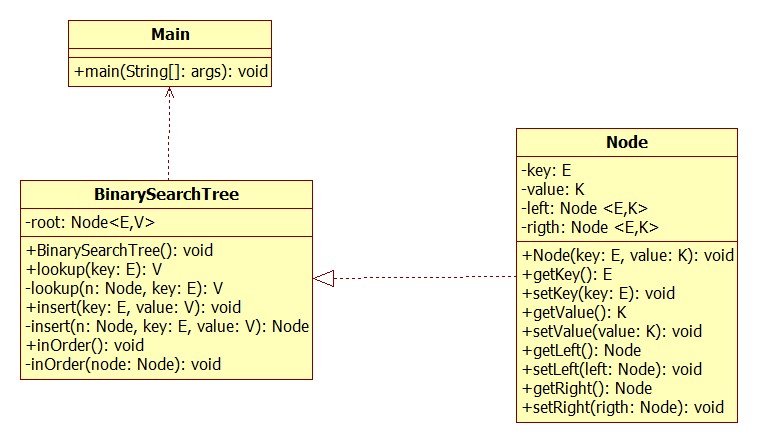 Main
+main(String[]: args): void
BinarySearchTree
-root: Node<E,V>
+BinarySearchTree(): void
+lookup(key: E): V
-lookup(n: Node, key: E): V
+insert(key: E, value: V): void
-insert(n: Node, key: E, value: V): Node
+inOrder(): void
-inOrder(node: Node): void
Node
-key: E
-value: K
-left: Node <E,K>
-rigth: Node <E,K>
+Node(key: E, value: K): void
+getKey(): E
+setKey(key: E): void
+getValue(): K
+setValue(value: K): void
+getLeft(): Node
+setLeft(left: Node): void
+getRight(): Node
+setRight(rigth: Node): void